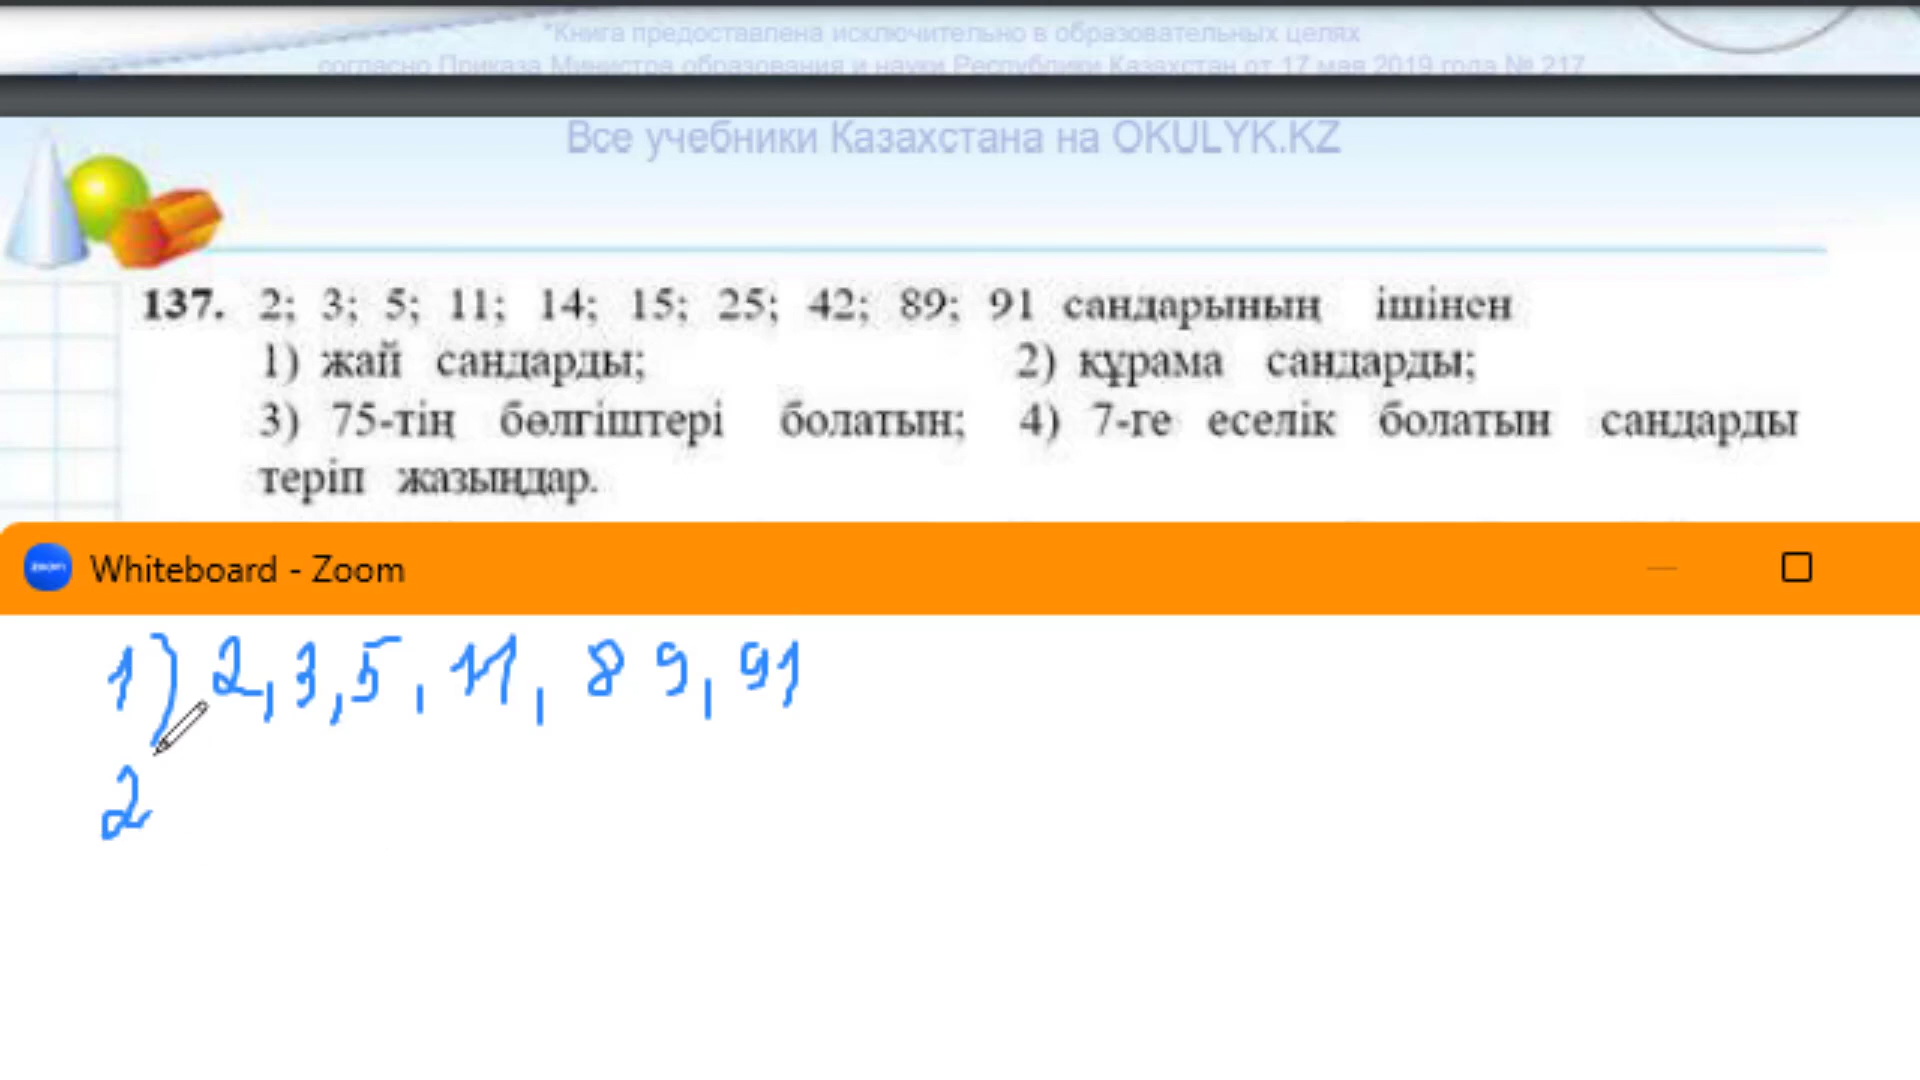 *Книга предоставлена исключительно в образовательных целях
согласно Приказа Министра образования и науки Республики Казахстан от 17 мая 2019 года № 217
Все учебники Казахстана на OKULYK.KZ
137. 2; 3; 5; 11; 14; 15; 25; 42; 89; 91 сандарының ішінен
1) жай сандарды; 2) құрама сандарды;
3) 75-тің бөлгіштері болатын; 4) 7-ге еселік болатын сандарды
теріп жазыңдар.
zoom Whiteboard - Zoom
1) 2, 3, 5, 11, 89, 91
2